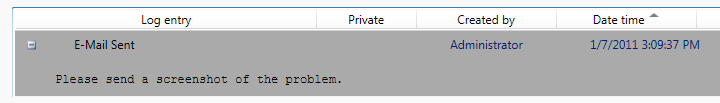 Log entry Private Created by Date time
E-Mail Sent Administrator 1/7/2011 3:09:37 PM
Please send a screenshot of the problem.